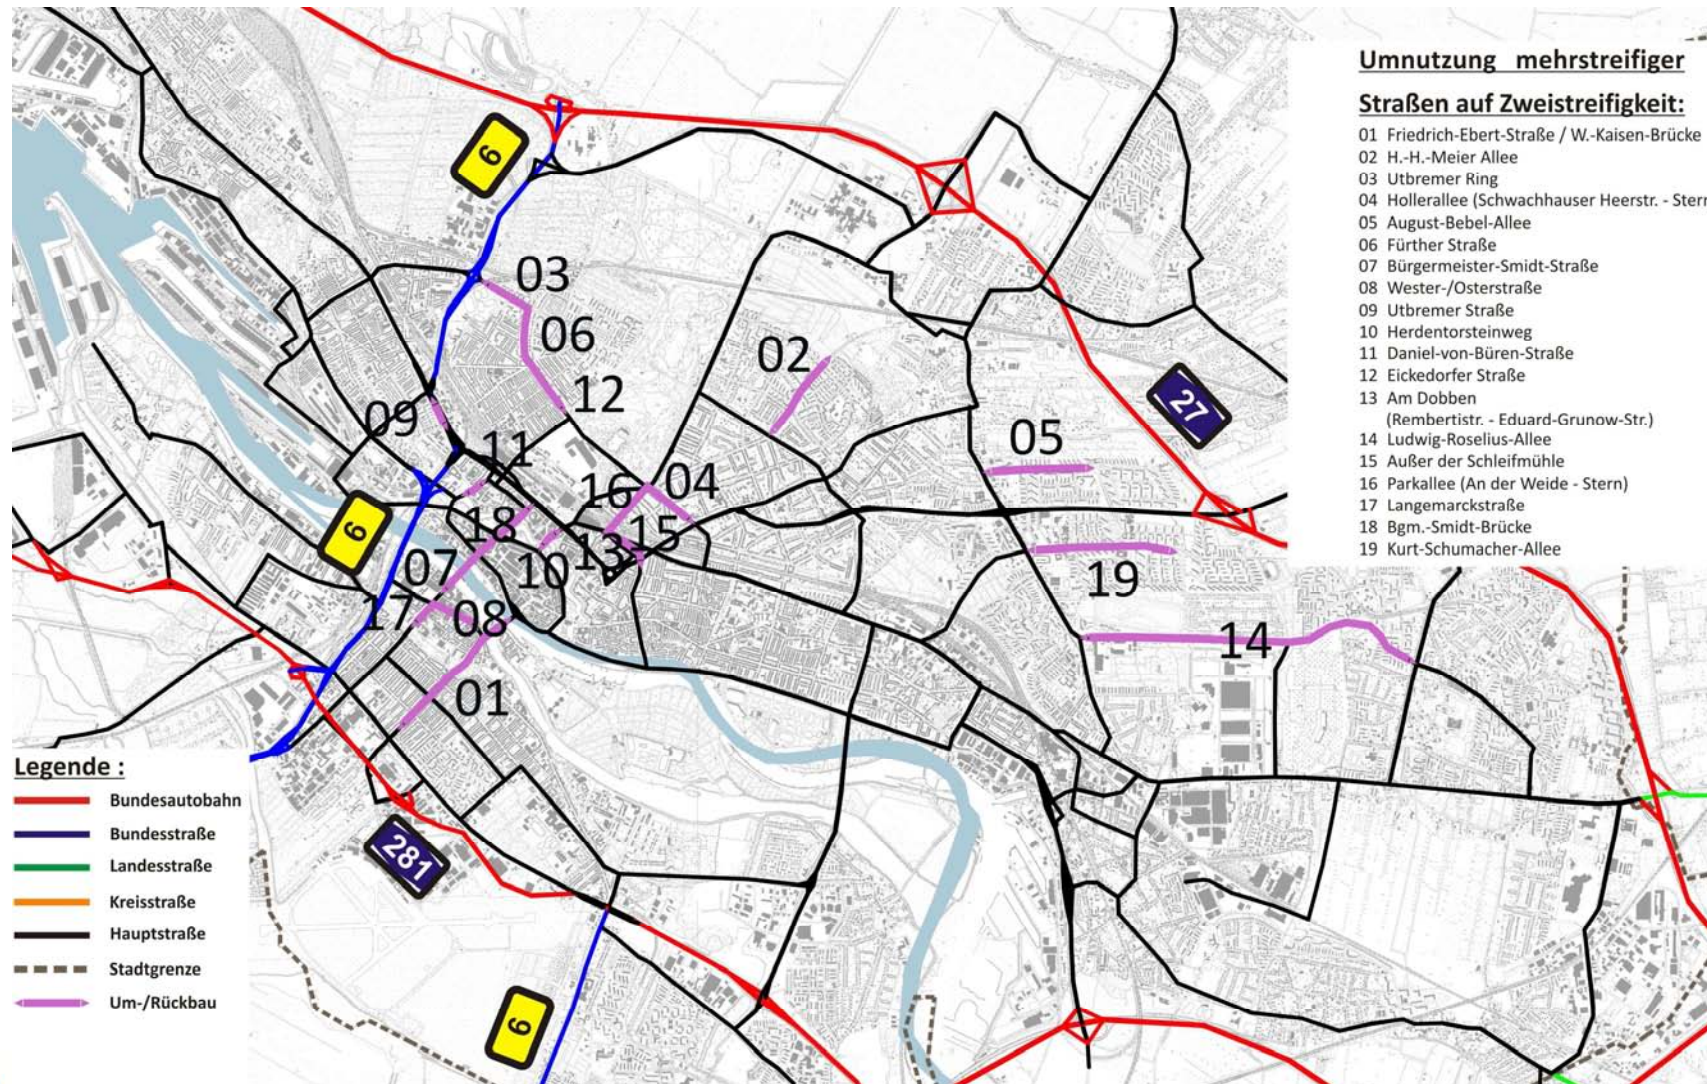 Umnutzung mehrstreifiger
Straßen auf Zweistreifigkeit:
01 Friedrich-Ebert-Straße / W.-Kaisen-Brücke
02 H.-H.-Meier Allee
03 Utbremer Ring
04 Hollerallee (Schwachhauser Heerstr. - Stern
05 August-Bebel-Allee
06 Fürther Straße
07 Bürgermeister-Smidt-Straße
08 Wester-/Osterstraße
09 Utbremer Straße
10 Herdentorsteinweg
11 Daniel-von-Büren-Straße
12 Eickedorfer Straße
13 Am Dobben
(Rembertistr. - Eduard-Grunow-Str.)
14 Ludwig-Roselius-Allee
15 Außer der Schleifmühle
16 Parkallee (An der Weide - Stern)
17 Langemarckstraße
18 Bgm.-Smidt-Brücke
19 Kurt-Schumacher-Allee
6
03
06
02
27
12
09
05
11
16
04
18
15
6
13
10
07
19
17
08
14
01
281
6
Legende :
Bundesautobahn
Bundesstraße
Landesstraße
Kreisstraße
Hauptstraße
Stadtgrenze
Um-/Rückbau